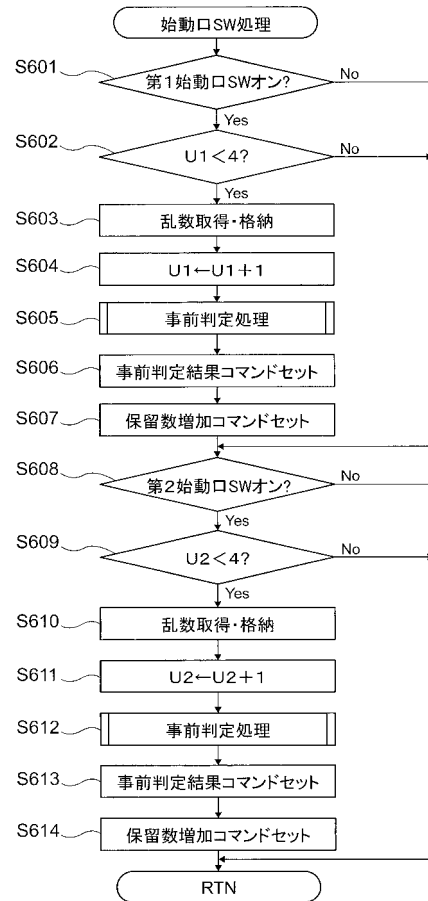 始動口SW処理
S601
第1始動口SWオン?
No
Yes
S602
U1<4?
No
Yes
S603
乱数取得・格納
S604
U1←U1+1
S605
事前判定処理
S606
事前判定結果コマンドセット
S607
保留数増加コマンドセット
S608
第2始動口SWオン?
No
Yes
S609
U2<4?
No
Yes
S610
乱数取得・格納
S611
U2←U2+1
S612
事前判定処理
S613
事前判定結果コマンドセット
S614
保留数増加コマンドセット
RTN